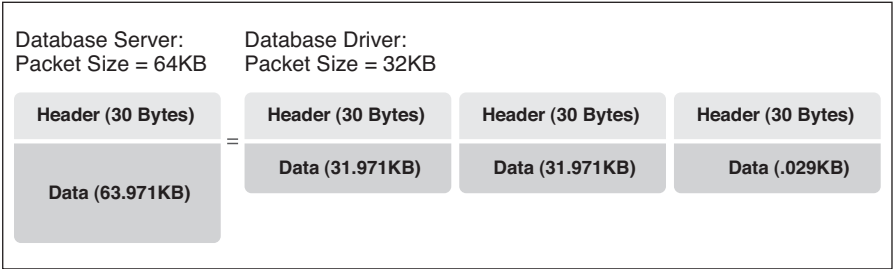 Database Server:
Packet Size = 64KB
Database Driver:
Packet Size = 32KB
Header (30 Bytes)
Data (63.971KB)
=
Header (30 Bytes)
Data (31.971KB)
Header (30 Bytes)
Data (31.971KB)
Header (30 Bytes)
Data (.029KB)